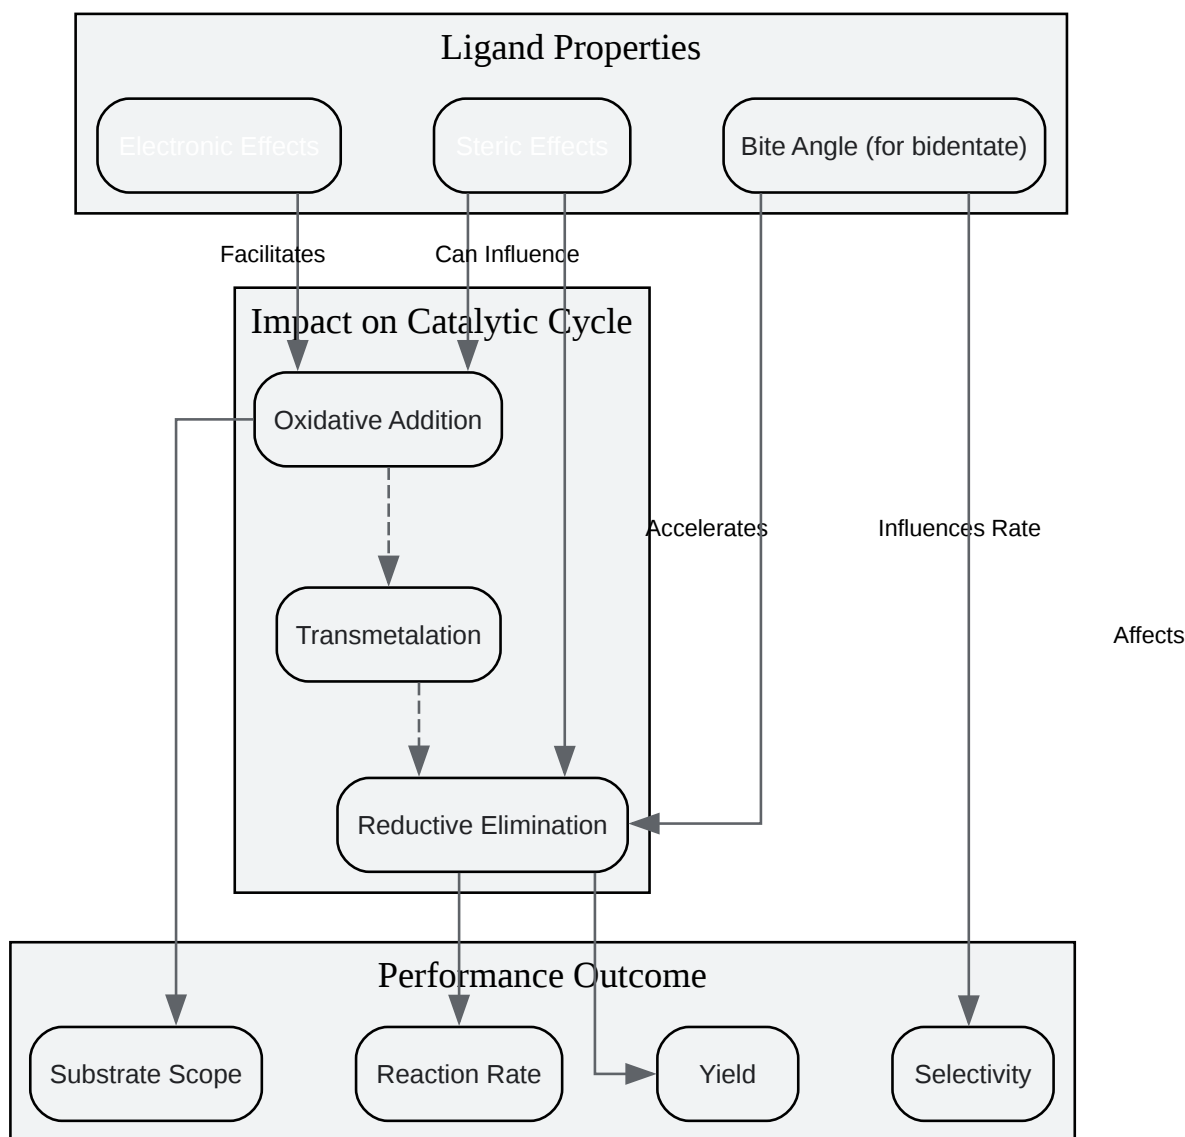 Ligand Properties
Electronic Effects
Steric Effects
Bite Angle (for bidentate)
Facilitates
Can Influence
Impact on Catalytic Cycle
Oxidative Addition
Accelerates
Influences Rate
Transmetalation
Affects
Reductive Elimination
Performance Outcome
Substrate Scope
Reaction Rate
Yield
Selectivity